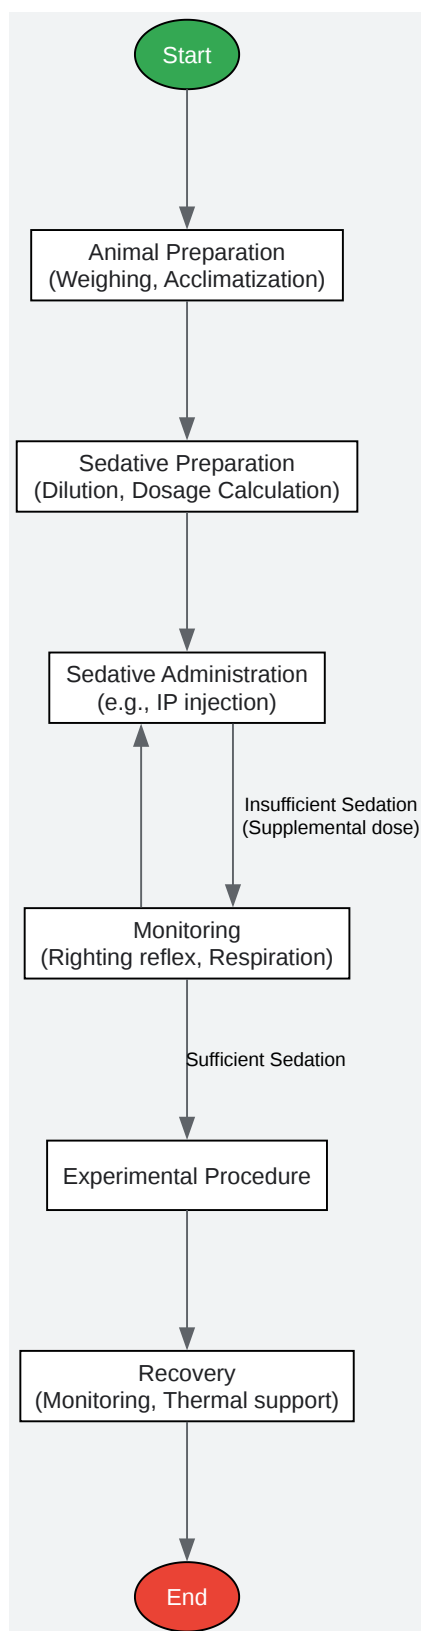 Start
Animal Preparation
(Weighing, Acclimatization)
Sedative Preparation
(Dilution, Dosage Calculation)
Sedative Administration
(e.g., IP injection)
Insufficient Sedation
(Supplemental dose)
Monitoring
(Righting reflex, Respiration)
Sufficient Sedation
Experimental Procedure
Recovery
(Monitoring, Thermal support)
End